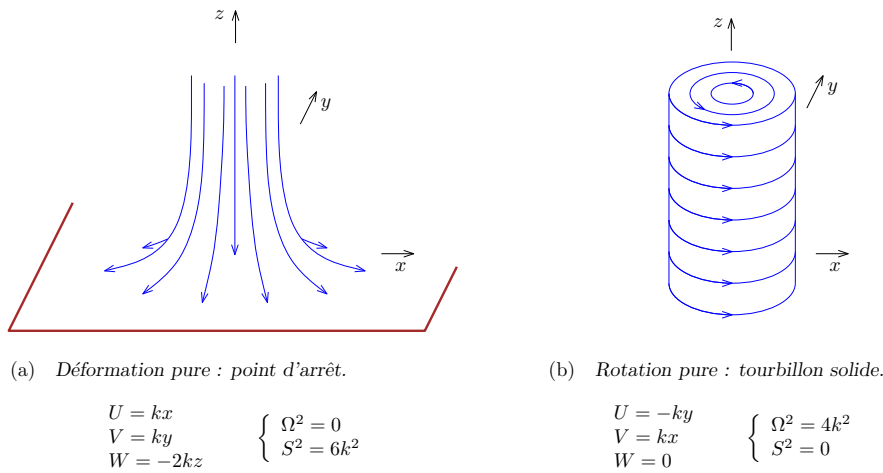 z
y
x
z
y
x
(a) Déformation pure : point d'arrêt.
U = kx
V = ky
W = −2kz
{ Ω² = 0
S² = 6k²
(b) Rotation pure : tourbillon solide.
U = −ky
V = kx
W = 0
{ Ω² = 4k²
S² = 0